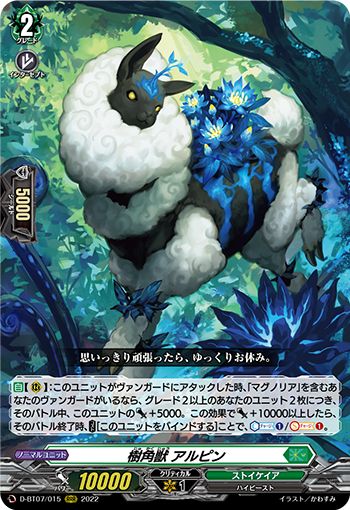 2
グレード
インターセプト
5000
シールド
思いっきり頑張ったら、ゆっくりお休み。
自【R】:このユニットがヴァンガードにアタックした時、「マグノリア」を含むあ
なたのヴァンガードがいるなら、グレード2以上のあなたのユニット2枚につき、
そのバトル中、このユニットの+5000。この効果で+10000以上した
なら、そのバトル終了時、【このユニットをバインドする】ことで、
樹角獣 アルピン
ノーマルユニット
パワー 10000
クリティカル
1
ストイケイア
ハイビースト
D-BT07/015 RRR 2022
イラスト/かわすみ